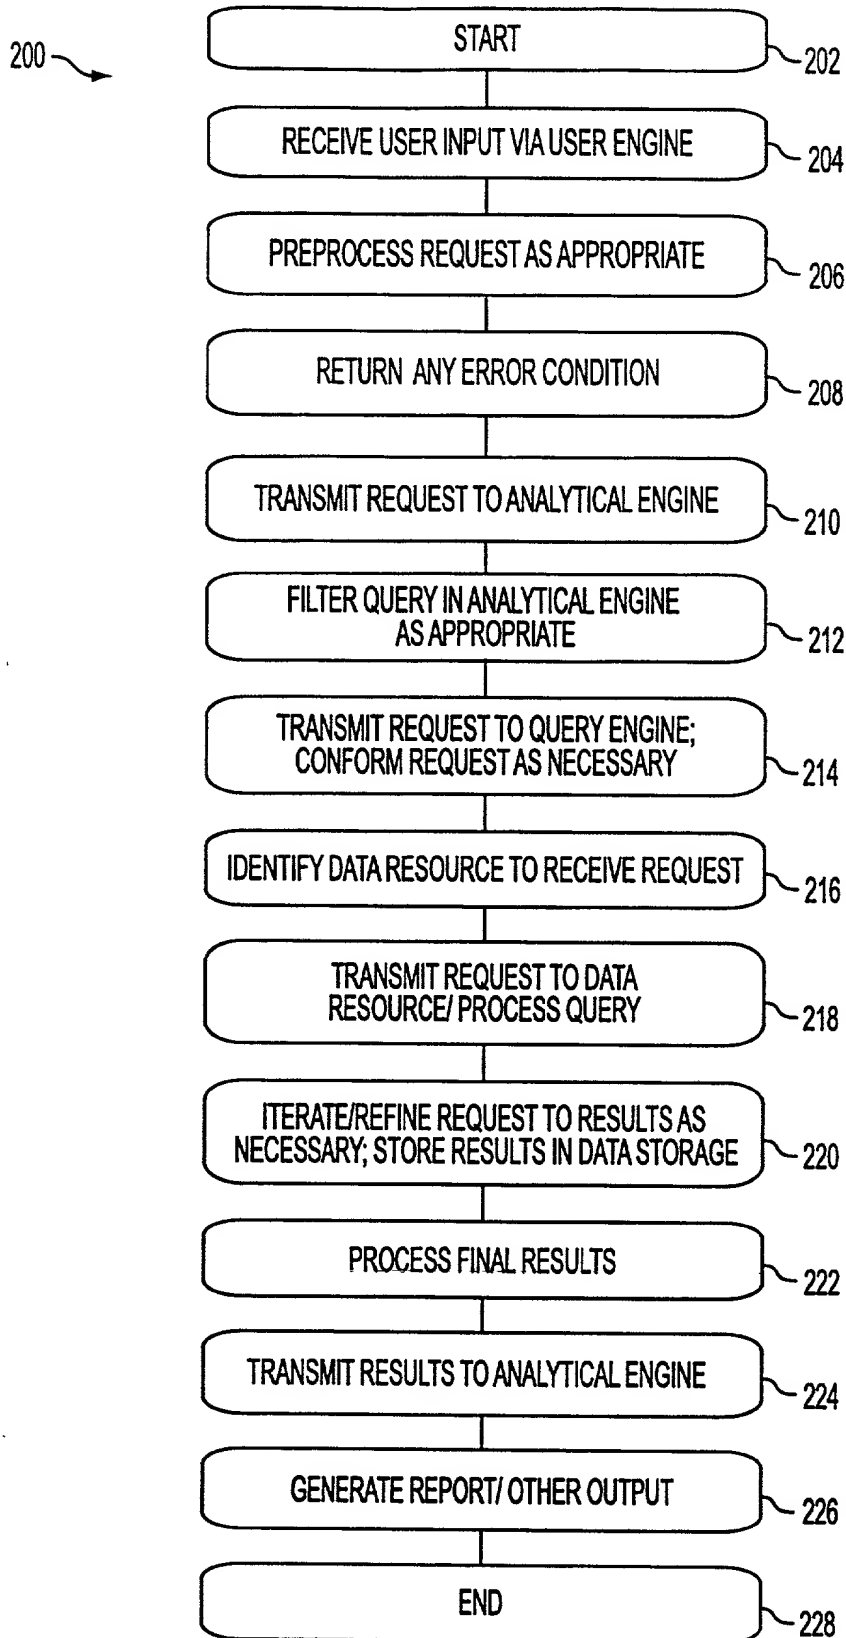 200
START
202
RECEIVE USER INPUT VIA USER ENGINE
204
PREPROCESS REQUEST AS APPROPRIATE
206
RETURN ANY ERROR CONDITION
208
TRANSMIT REQUEST TO ANALYTICAL ENGINE
210
FILTER QUERY IN ANALYTICAL ENGINE
AS APPROPRIATE
212
TRANSMIT REQUEST TO QUERY ENGINE;
CONFORM REQUEST AS NECESSARY
214
IDENTIFY DATA RESOURCE TO RECEIVE REQUEST
216
TRANSMIT REQUEST TO DATA
RESOURCE/ PROCESS QUERY
218
ITERATE/REFINE REQUEST TO RESULTS AS
NECESSARY; STORE RESULTS IN DATA STORAGE
220
PROCESS FINAL RESULTS
222
TRANSMIT RESULTS TO ANALYTICAL ENGINE
224
GENERATE REPORT/ OTHER OUTPUT
226
END
228